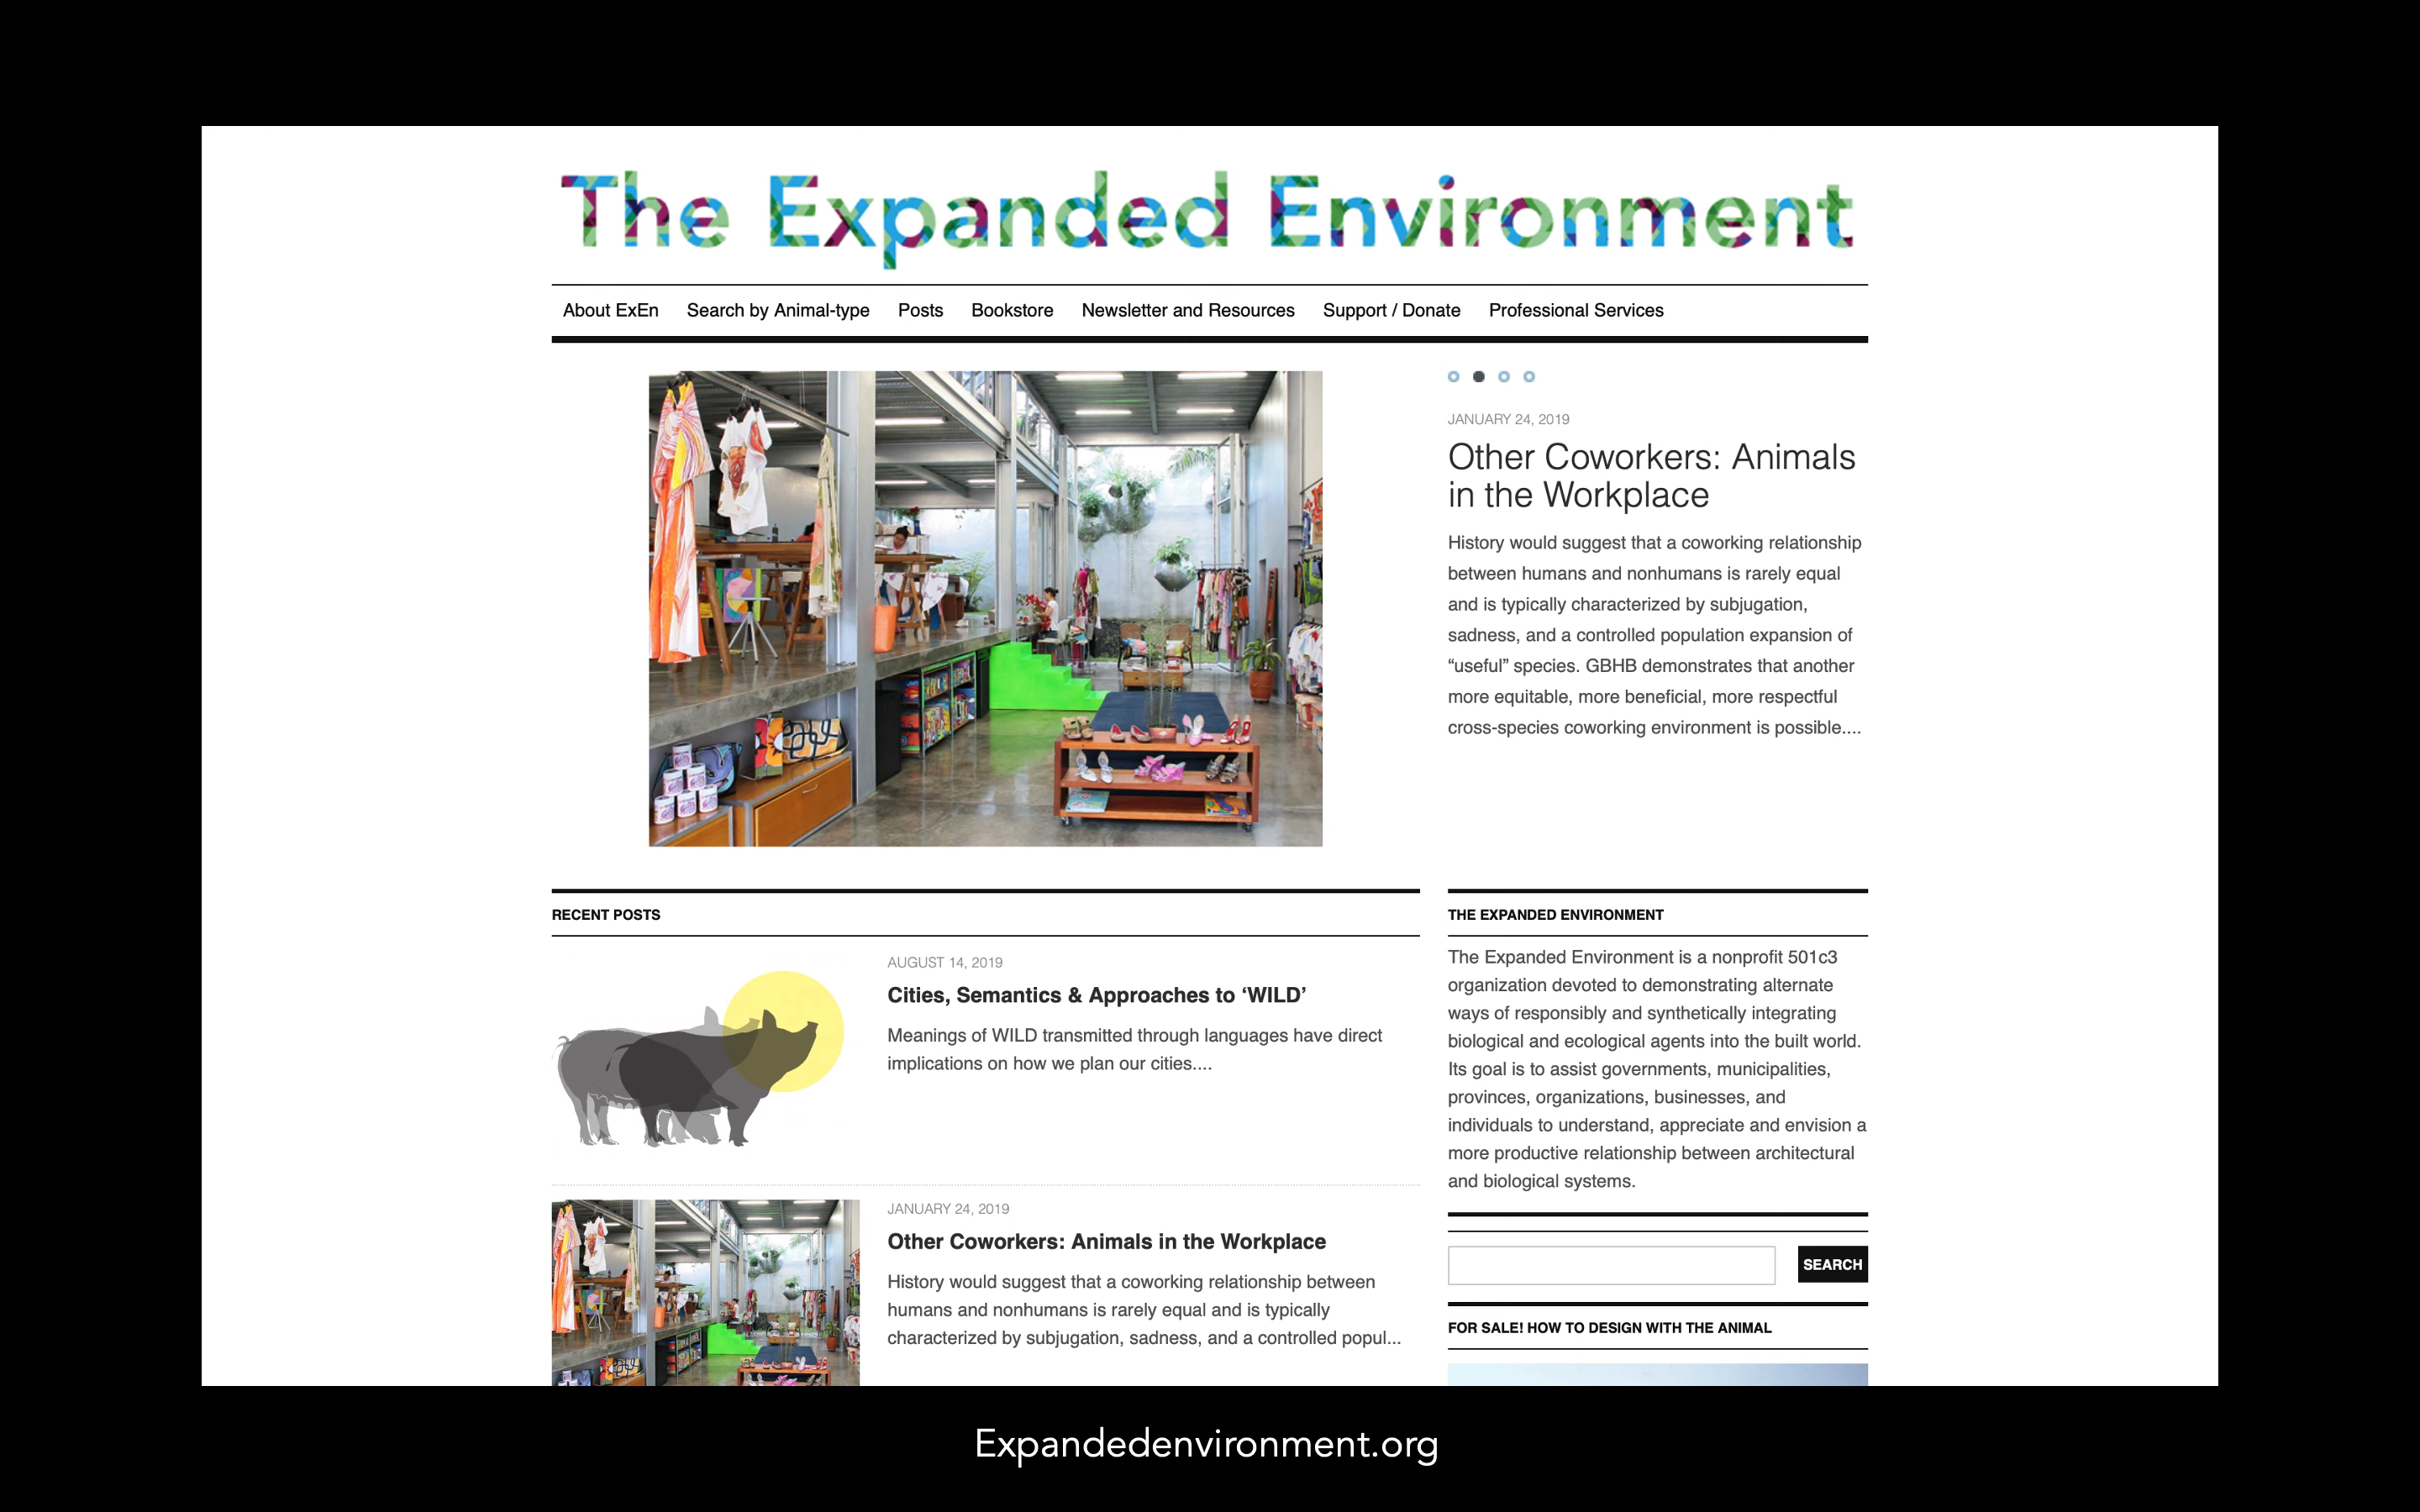 The Expanded Environment
About ExEn Search by Animal-type Posts Bookstore Newsletter and Resources Support / Donate Professional Services
JANUARY 24, 2019
Other Coworkers: Animals
in the Workplace
History would suggest that a coworking relationship
between humans and nonhumans is rarely equal
and is typically characterized by subjugation,
sadness, and a controlled population expansion of
“useful” species. GBHB demonstrates that another
more equitable, more beneficial, more respectful
cross-species coworking environment is possible....
RECENT POSTS
AUGUST 14, 2019
Cities, Semantics & Approaches to ‘WILD’
Meanings of WILD transmitted through languages have direct
implications on how we plan our cities....
JANUARY 24, 2019
Other Coworkers: Animals in the Workplace
History would suggest that a coworking relationship between
humans and nonhumans is rarely equal and is typically
characterized by subjugation, sadness, and a controlled popul...
THE EXPANDED ENVIRONMENT
The Expanded Environment is a nonprofit 501c3
organization devoted to demonstrating alternate
ways of responsibly and synthetically integrating
biological and ecological agents into the built world.
Its goal is to assist governments, municipalities,
provinces, organizations, businesses, and
individuals to understand, appreciate and envision a
more productive relationship between architectural
and biological systems.
SEARCH
FOR SALE! HOW TO DESIGN WITH THE ANIMAL
Expandedenvironment.org